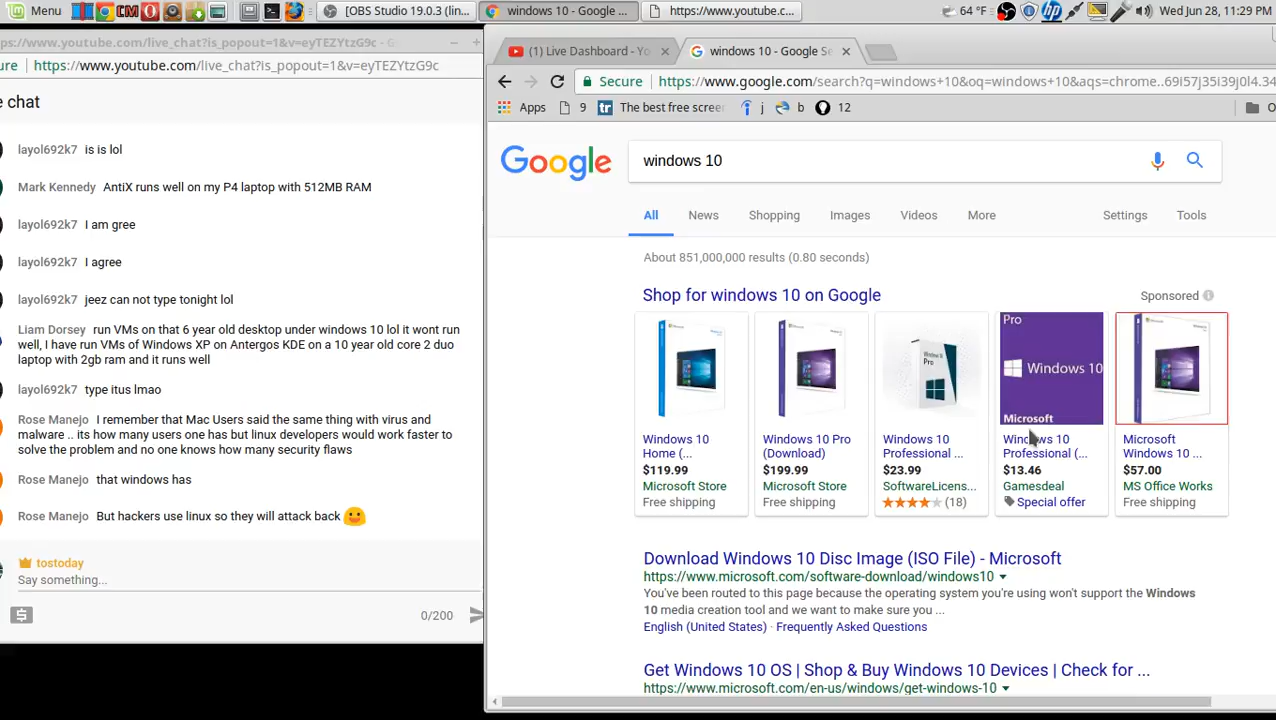 Menu
[OBS Studio 19.0.3 (lin...
windows 10 - Google ...
https://www.youtube.c...
64 °F
Wed Jun 28, 11:29 PM
ps://www.youtube.com/live_chat?is_popout=1&v=eyTEZYtzG9c - G
ure https://www.youtube.com/live_chat?is_popout=1&v=eyTEZYtzG9c
e chat
layol692k7 is is lol
Mark Kennedy AntiX runs well on my P4 laptop with 512MB RAM
layol692k7 I am gree
layol692k7 I agree
layol692k7 jeez can not type tonight lol
Liam Dorsey run VMs on that 6 year old desktop under windows 10 lol it wont run
well, I have run VMs of Windows XP on Antergos KDE on a 10 year old core 2 duo
laptop with 2gb ram and it runs well
layol692k7 type itus lmao
Rose Manejo I remember that Mac Users said the same thing with virus and
malware .. its how many users one has but linux developers would work faster to
solve the problem and no one knows how many security flaws
Rose Manejo that windows has
Rose Manejo But hackers use linux so they will attack back
tostoday
Say something...
0/200
(1) Live Dashboard - Yo
windows 10 - Google Se
Secure https://www.google.com/search?q=windows+10&oq=windows+10&aqs=chrome..69i57j35i39j0l4.34
Apps 9 tr The best free scree j b 12
Google
windows 10
All News Shopping Images Videos More Settings Tools
About 851,000,000 results (0.80 seconds)
Shop for windows 10 on Google
Sponsored
Pro
Windows 10
Microsoft
Windows 10
Home (...
$119.99
Microsoft Store
Free shipping
Windows 10 Pro
(Download)
$199.99
Microsoft Store
Free shipping
Windows 10
Professional ...
$23.99
SoftwareLicens...
(18)
Windows 10
Professional (...
$13.46
Gamesdeal
Special offer
Microsoft
Windows 10 ...
$57.00
MS Office Works
Free shipping
Download Windows 10 Disc Image (ISO File) - Microsoft
https://www.microsoft.com/software-download/windows10
You've been routed to this page because the operating system you're using won't support the Windows
10 media creation tool and we want to make sure you ...
English (United States) · Frequently Asked Questions
Get Windows 10 OS | Shop & Buy Windows 10 Devices | Check for ...
https://www.microsoft.com/en-us/windows/get-windows-10